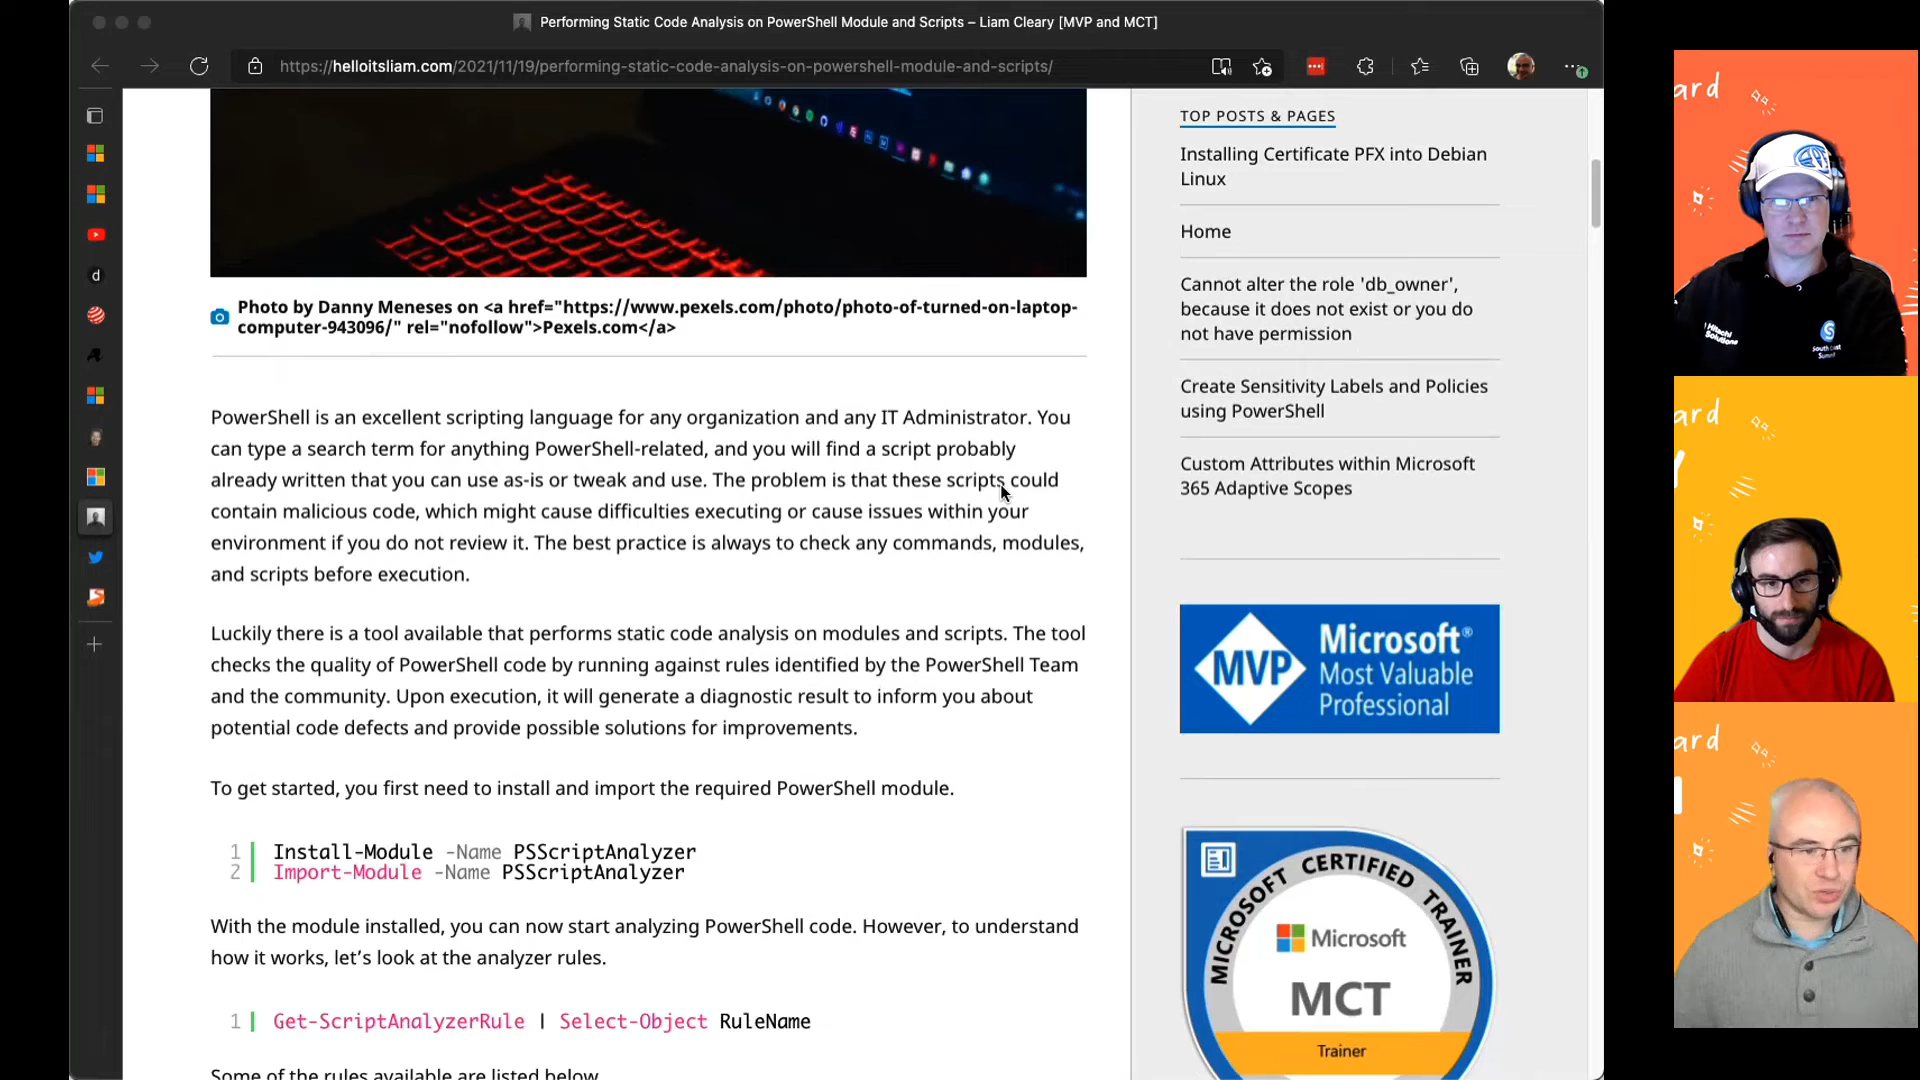 Performing Static Code Analysis on PowerShell Module and Scripts – Liam Cleary [MVP and MCT]
https://helloitsliam.com/2021/11/19/performing-static-code-analysis-on-powershell-module-and-scripts/
Photo by Danny Meneses on <a href="https://www.pexels.com/photo/photo-of-turned-on-laptop-
computer-943096/" rel="nofollow">Pexels.com</a>
PowerShell is an excellent scripting language for any organization and any IT Administrator. You
can type a search term for anything PowerShell-related, and you will find a script probably
already written that you can use as-is or tweak and use. The problem is that these scripts could
contain malicious code, which might cause difficulties executing or cause issues within your
environment if you do not review it. The best practice is always to check any commands, modules,
and scripts before execution.
Luckily there is a tool available that performs static code analysis on modules and scripts. The tool
checks the quality of PowerShell code by running against rules identified by the PowerShell Team
and the community. Upon execution, it will generate a diagnostic result to inform you about
potential code defects and provide possible solutions for improvements.
To get started, you first need to install and import the required PowerShell module.
1 Install-Module -Name PSScriptAnalyzer
2 Import-Module -Name PSScriptAnalyzer
With the module installed, you can now start analyzing PowerShell code. However, to understand
how it works, let's look at the analyzer rules.
1 Get-ScriptAnalyzerRule | Select-Object RuleName
Some of the rules available are listed below
TOP POSTS & PAGES
Installing Certificate PFX into Debian
Linux
Home
Cannot alter the role 'db_owner',
because it does not exist or you do
not have permission
Create Sensitivity Labels and Policies
using PowerShell
Custom Attributes within Microsoft
365 Adaptive Scopes
MVP
Microsoft®
Most Valuable
Professional
MICROSOFT CERTIFIED TRAINER
Microsoft
MCT
Trainer
ard
Hitachi
Solutions
South Coast
Summit
ard
ard